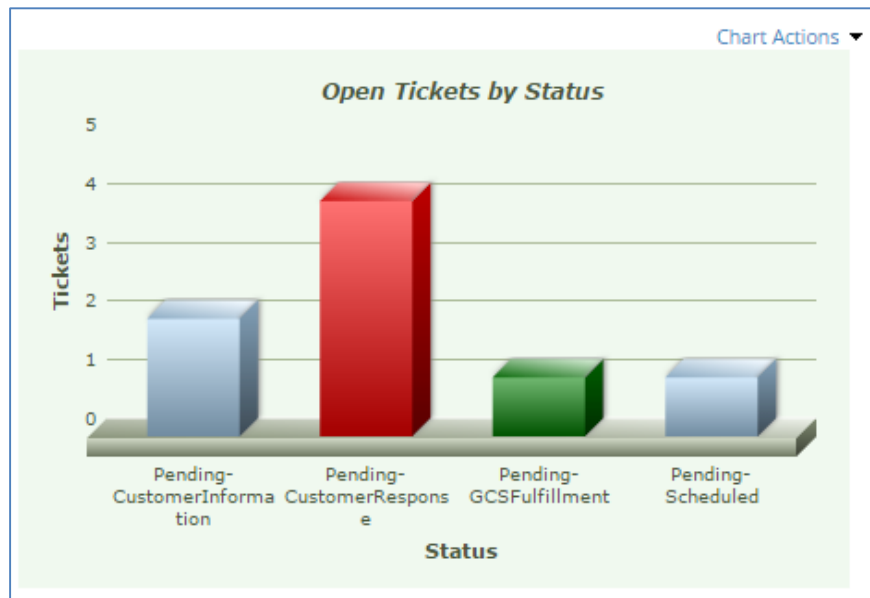 Chart Actions
Open Tickets by Status
5
4
3
2
1
0
Tickets
Pending-
CustomerInforma
tion
Pending-
CustomerRespons
e
Pending-
GCSFulfillment
Pending-
Scheduled
Status